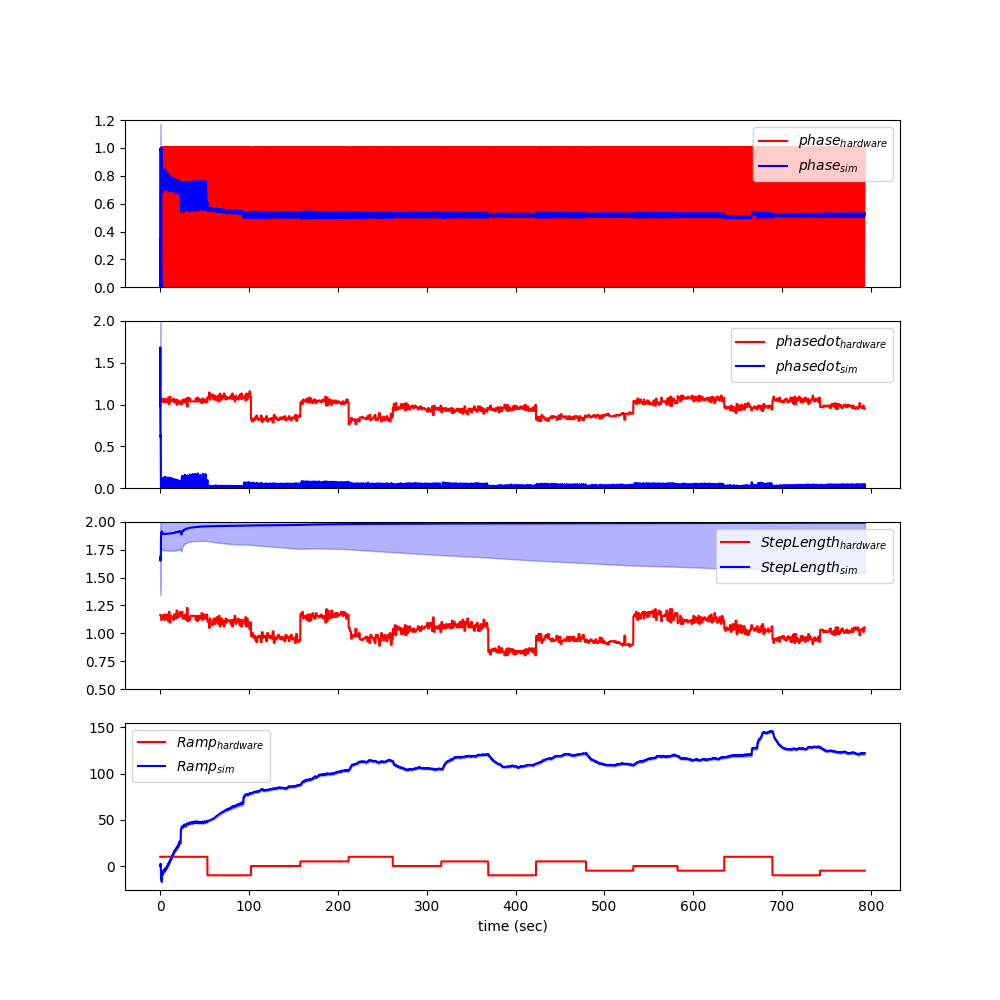 1.2
1.0
0.8
0.6
0.4
0.2
0.0
phase_hardware
phase_sim
2.0
1.5
1.0
0.5
0.0
phasedot_hardware
phasedot_sim
2.00
1.75
1.50
1.25
1.00
0.75
0.50
StepLength_hardware
StepLength_sim
150
100
50
0
Ramp_hardware
Ramp_sim
0 100 200 300 400 500 600 700 800
time (sec)